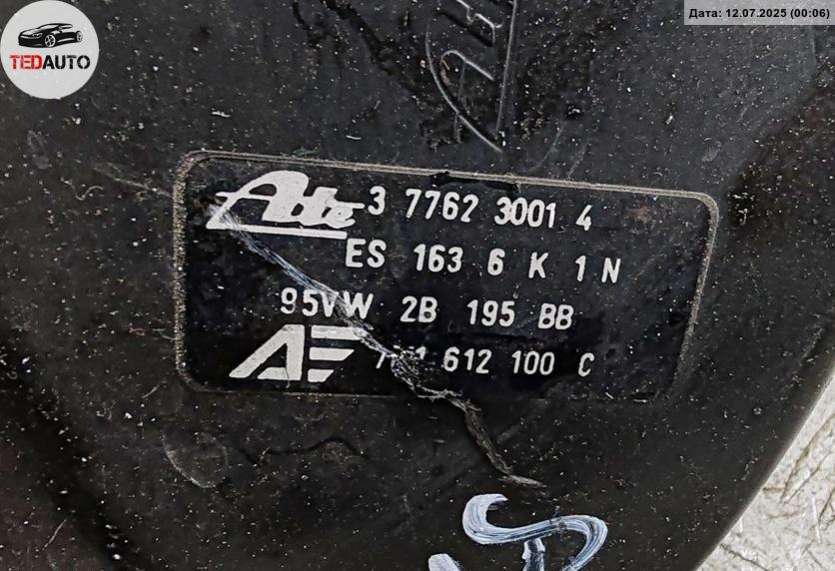 Дата: 12.07.2025 (00:06)
TEDAUTO
Ate 3 7762 3001 4
ES 163 6 K 1 N
95VW 2B 195 BB
612 100 C